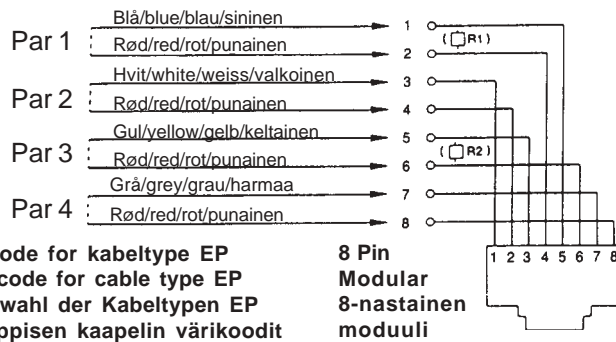 Par 1 Blå/blue/blau/sininen 1
( R1 )
Rød/red/rot/punainen 2
Par 2 Hvit/white/weiss/valkoinen 3
Rød/red/rot/punainen 4
Par 3 Gul/yellow/gelb/keltainen 5
( R2 )
Rød/red/rot/punainen 6
Par 4 Grå/grey/grau/harmaa 7
Rød/red/rot/punainen 8
1 2 3 4 5 6 7 8
ode for kabeltype EP 8 Pin
code for cable type EP Modular
wahl der Kabeltypen EP 8-nastainen
ppisen kaapelin värikoodit moduuli